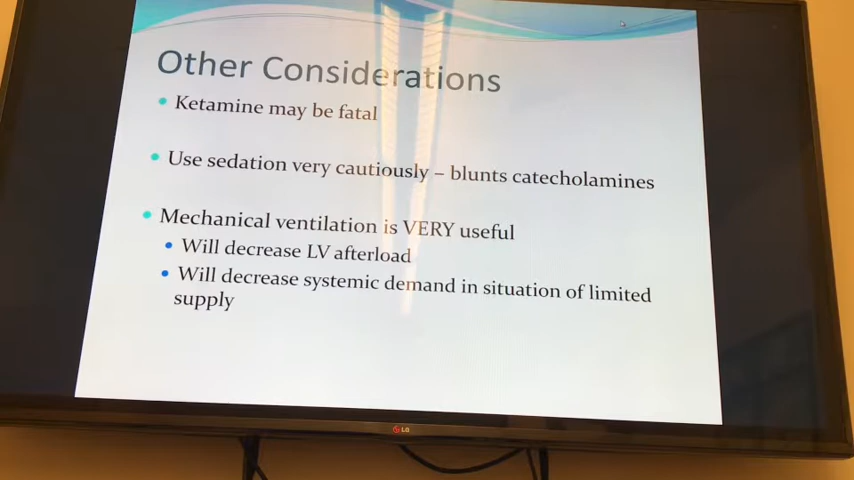 Other Considerations
Ketamine may be fatal
Use sedation very cautiously – blunts catecholamines
Mechanical ventilation is VERY useful
Will decrease LV afterload
Will decrease systemic demand in situation of limited
supply
LG